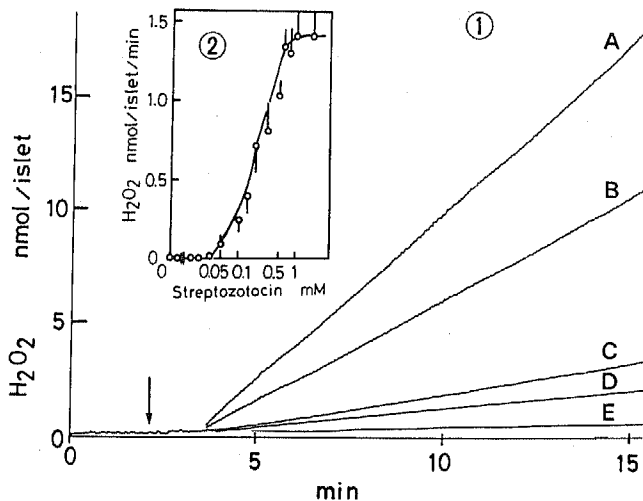 ①
②
H₂O₂ nmol/islet
15
10
5
0
0 5 10 15
min
A
B
C
D
E
H₂O₂ nmol/islet/min
1.5
1.0
0.5
0
0 0.05 0.1 0.5 1
Streptozotocin mM